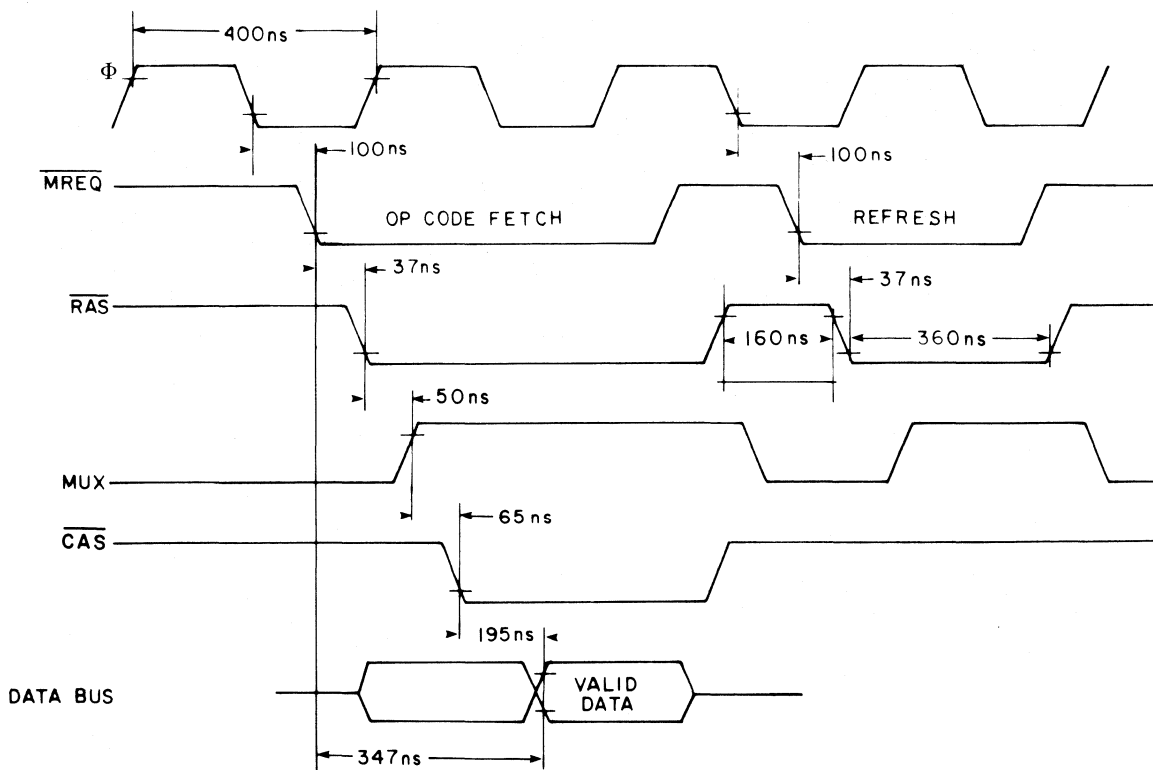 400ns
Φ
100ns 100ns
MREQ OP CODE FETCH REFRESH
37ns 37ns
RAS 160ns 360ns
50ns
MUX
65ns
CAS
195ns
DATA BUS VALID DATA
347ns